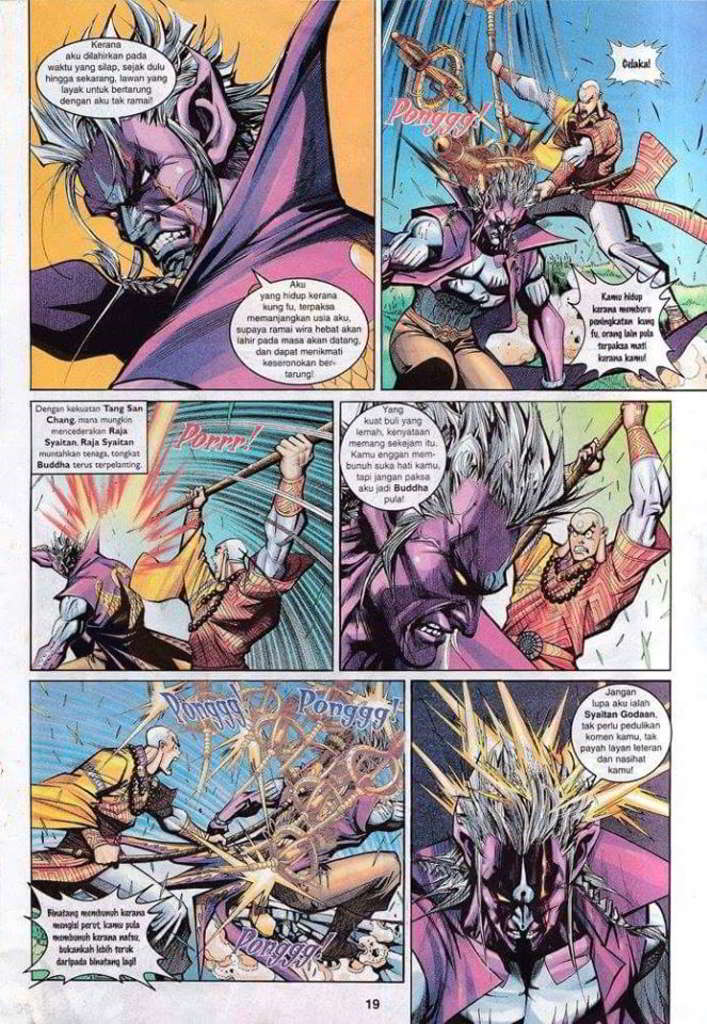 Kerana
aku dilahirkan pada
waktu yang silap, sejak dulu
hingga sekarang, lawan yang
layak untuk bertarung
dengan aku tak ramai!
Aku
yang hidup kerana
kung fu, terpaksa
memanjangkan usia aku,
supaya ramai wira hebat akan
lahir pada masa akan datang,
dan dapat menikmati
keseronokan ber-
tarung!
Celaka!
Ponggg!
Kamu hidup
kerana memburu
peningkatan kung
fu, orang lain pula
terpaksa mati
kerana kamu!
Dengan kekuatan Tang San
Chang, mana mungkin
mencederakan Raja
Syaitan, Raja Syaitan
muntahkan tenaga, tongkat
Buddha terus terpelanting.
Porrr!
Yang
kuat buli yang
lemah, kenyataan
memang sekejam itu.
Kamu enggan mem-
bunuh suka hati kamu,
tapi jangan paksa
aku jadi Buddha
pula!
Ponggg!
Ponggg!
Binatang membunuh kerana
mengisi perut, kamu pula
membunuh kerana nafsu,
bukankah lebih teruk
daripada binatang lagi!
Ponggg!
Jangan
lupa aku ialah
Syaitan Godaan,
tak perlu pedulikan
komen kamu, tak
payah layan leteran
dan nasihat
kamu!
19